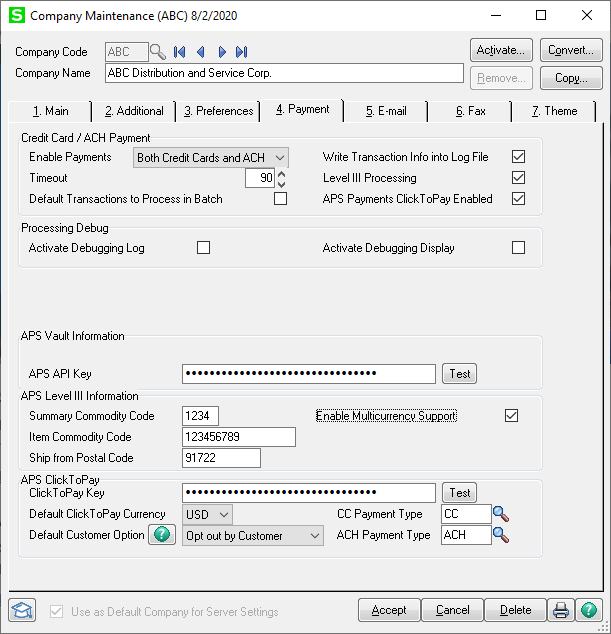 S Company Maintenance (ABC) 8/2/2020
Company Code ABC Activate... Convert...
Company Name ABC Distribution and Service Corp. Remove... Copy...
1. Main 2. Additional 3. Preferences 4. Payment 5. E-mail 6. Fax 7. Theme
Credit Card / ACH Payment
Enable Payments Both Credit Cards and ACH Write Transaction Info into Log File
Timeout 90 Level III Processing
Default Transactions to Process in Batch APS Payments ClickToPay Enabled
Processing Debug
Activate Debugging Log Activate Debugging Display
APS Vault Information
APS API Key •••••••••••••••••••••••••••••••• Test
APS Level III Information
Summary Commodity Code 1234 Enable Multicurrency Support
Item Commodity Code 123456789
Ship from Postal Code 91722
APS ClickToPay
ClickToPay Key •••••••••••••••••••••••••••••••• Test
Default ClickToPay Currency USD CC Payment Type CC
Default Customer Option ? Opt out by Customer ACH Payment Type ACH
Use as Default Company for Server Settings Accept Cancel Delete ?